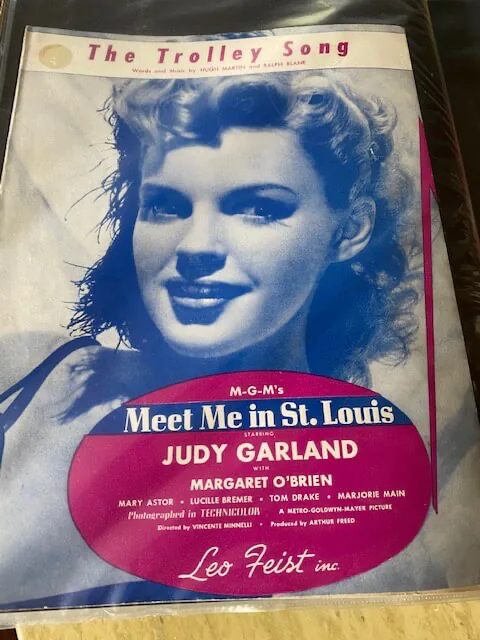 The Trolley Song
Words and Music by HUGH MARTIN and RALPH BLANE
M-G-M's
Meet Me in St. Louis
STARRING
JUDY GARLAND
WITH
MARGARET O'BRIEN
MARY ASTOR • LUCILLE BREMER • TOM DRAKE • MARJORIE MAIN
Photographed in TECHNICOLOR A METRO-GOLDWYN-MAYER PICTURE
Directed by VINCENTE MINNELLI • Produced by ARTHUR FREED
Leo Feist inc.